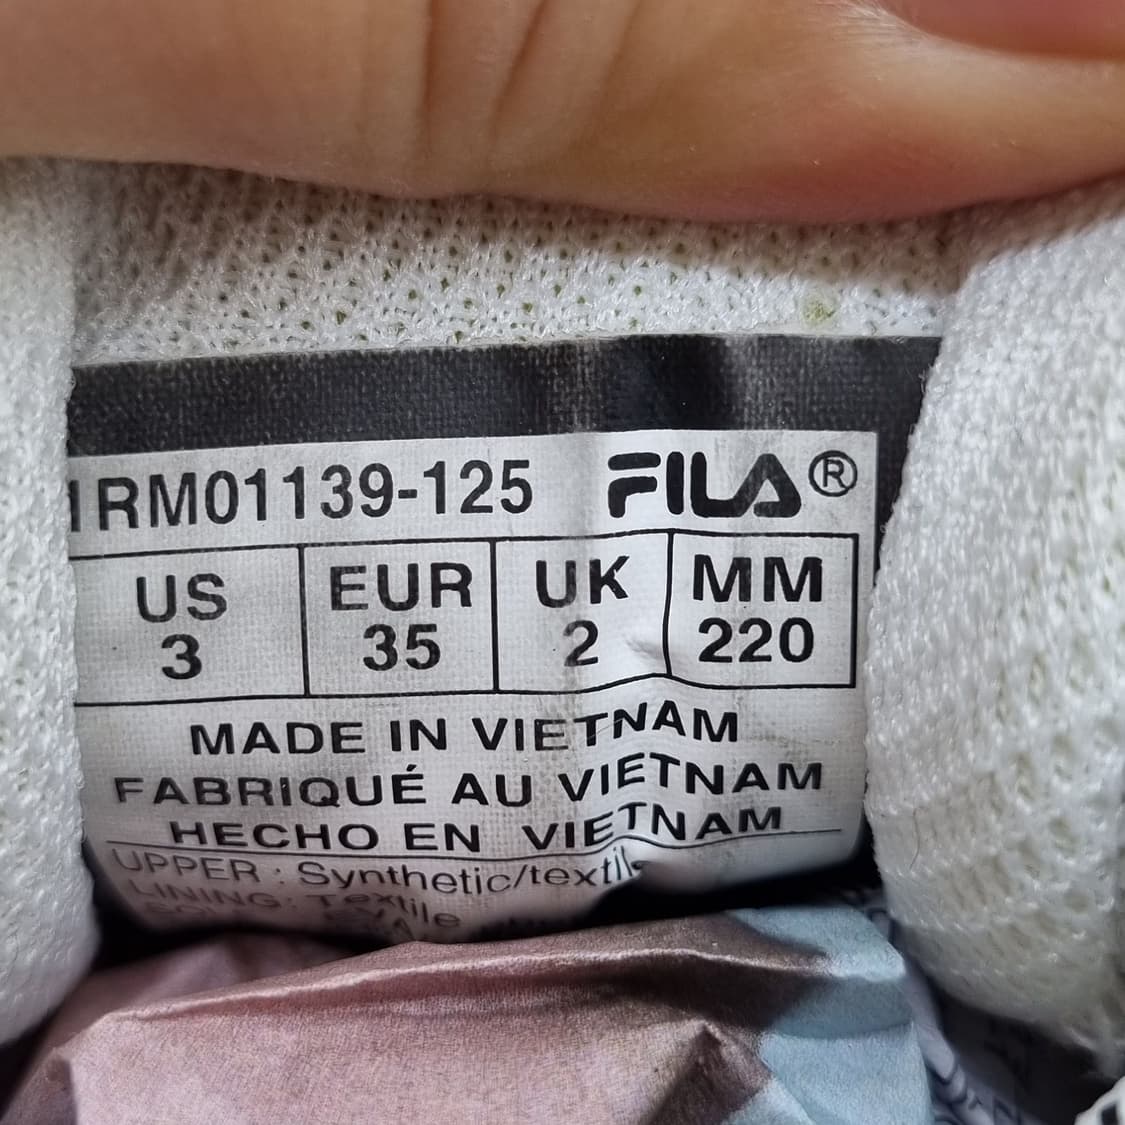 1RM01139-125 FILA®
US EUR UK MM
3 35 2 220
MADE IN VIETNAM
FABRIQUÉ AU VIETNAM
HECHO EN VIETNAM
UPPER : Synthetic/textile
LINING: Textile